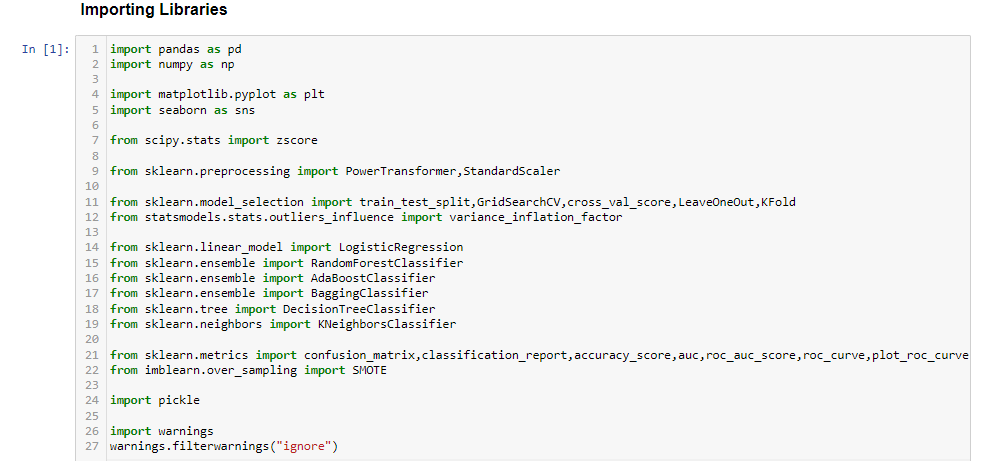 Importing Libraries
In [1]:
1 import pandas as pd
2 import numpy as np
3
4 import matplotlib.pyplot as plt
5 import seaborn as sns
6
7 from scipy.stats import zscore
8
9 from sklearn.preprocessing import PowerTransformer,StandardScaler
10
11 from sklearn.model_selection import train_test_split,GridSearchCV,cross_val_score,LeaveOneOut,KFold
12 from statsmodels.stats.outliers_influence import variance_inflation_factor
13
14 from sklearn.linear_model import LogisticRegression
15 from sklearn.ensemble import RandomForestClassifier
16 from sklearn.ensemble import AdaBoostClassifier
17 from sklearn.ensemble import BaggingClassifier
18 from sklearn.tree import DecisionTreeClassifier
19 from sklearn.neighbors import KNeighborsClassifier
20
21 from sklearn.metrics import confusion_matrix,classification_report,accuracy_score,auc,roc_auc_score,roc_curve,plot_roc_curve
22 from imblearn.over_sampling import SMOTE
23
24 import pickle
25
26 import warnings
27 warnings.filterwarnings("ignore")